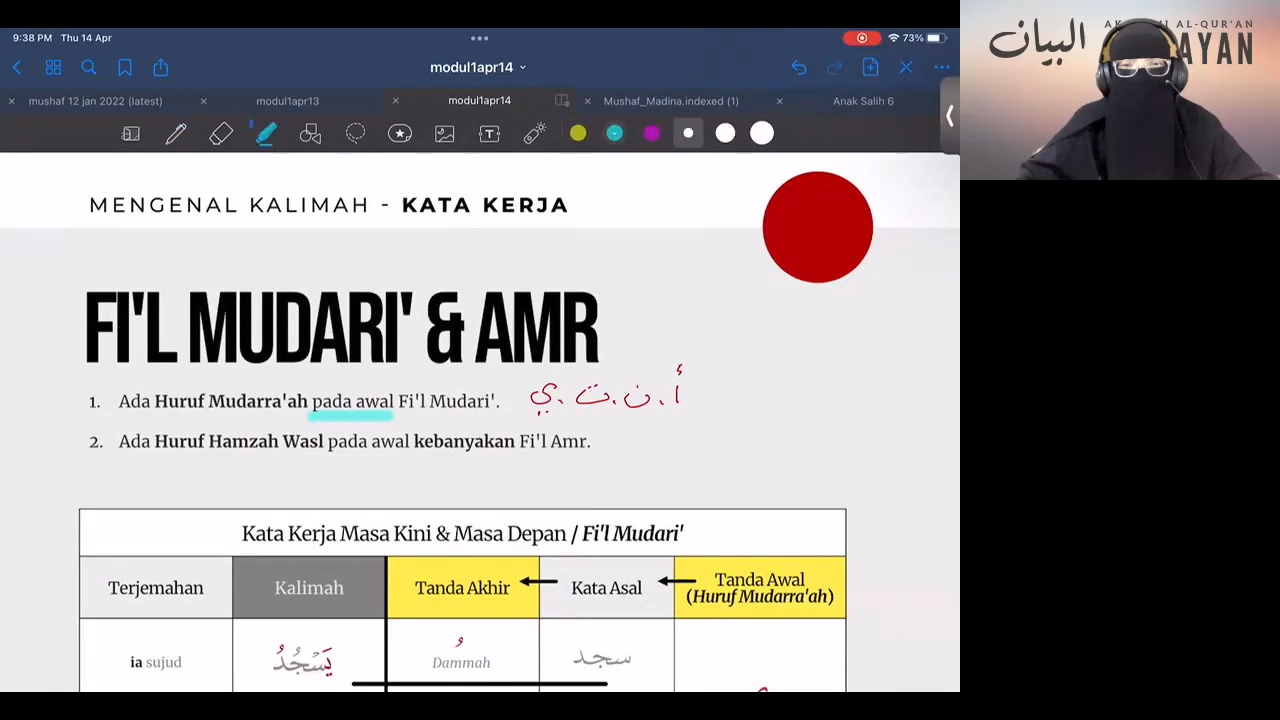 9:38 PM Thu 14 Apr
73%
modul1apr14
mushaf 12 jan 2022 (latest)
modul1apr13
modul1apr14
Mushaf_Madina.indexed (1)
Anak Salih 6
البيان
AL-QUR'AN
AYAN
MENGENAL KALIMAH - KATA KERJA
FI'L MUDARI' & AMR
1. Ada Huruf Mudarra'ah pada awal Fi'l Mudari'. أ. ن. ت. ي
2. Ada Huruf Hamzah Wasl pada awal kebanyakan Fi'l Amr.
Kata Kerja Masa Kini & Masa Depan / Fi'l Mudari'
Terjemahan Kalimah Tanda Akhir Kata Asal Tanda Awal
(Huruf Mudarra'ah)
ia sujud يَسْجُدُ ُ سجد
Dammah